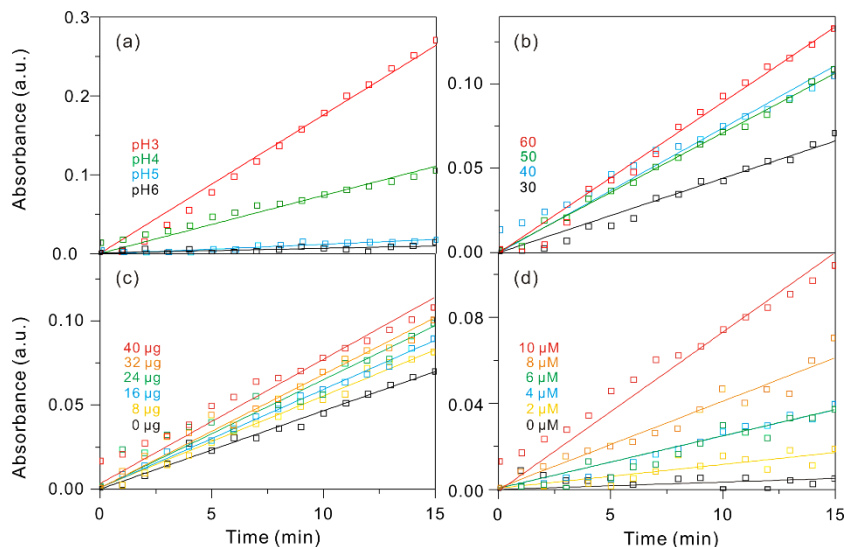 (a)
Absorbance (a.u.)
0.3
0.2
0.1
0.0
pH3
pH4
pH5
pH6
(b)
0.10
0.05
0.00
60
50
40
30
(c)
Absorbance (a.u.)
0.10
0.05
0.00
40 µg
32 µg
24 µg
16 µg
8 µg
0 µg
0 5 10 15
Time (min)
(d)
0.08
0.04
0.00
10 µM
8 µM
6 µM
4 µM
2 µM
0 µM
0 5 10 15
Time (min)